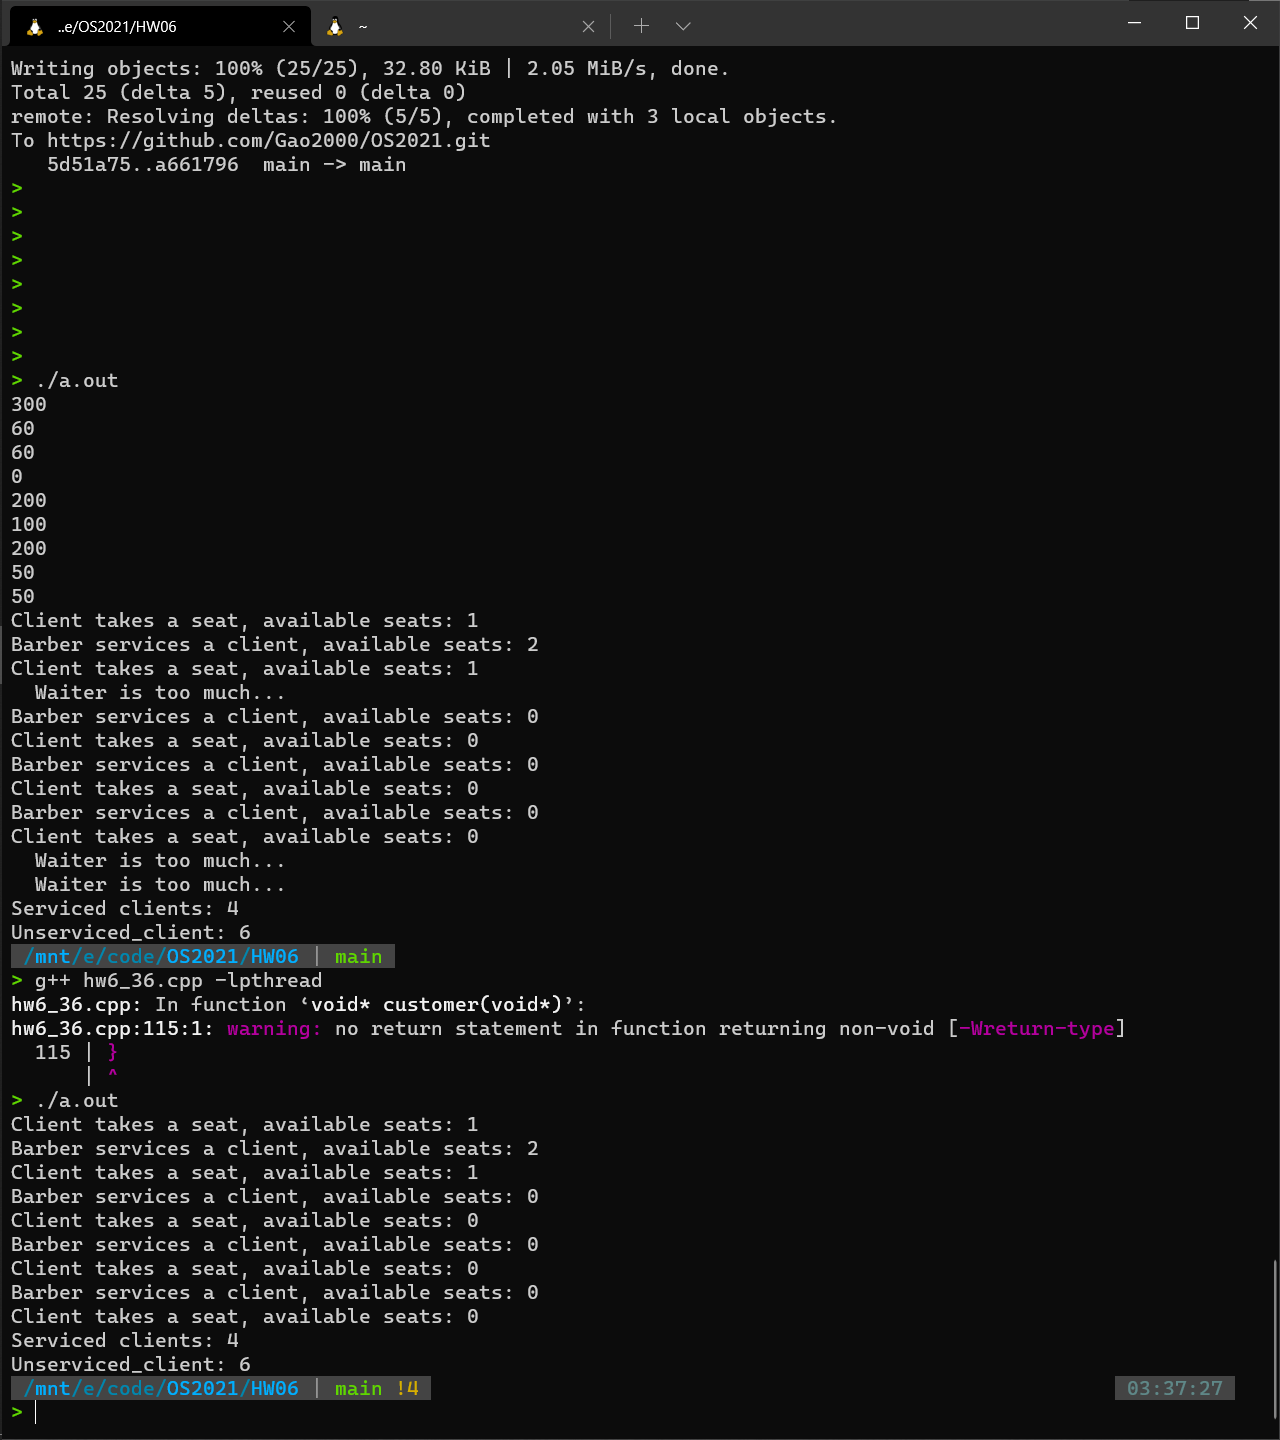 ..e/OS2021/HW06
~
Writing objects: 100% (25/25), 32.80 KiB | 2.05 MiB/s, done.
Total 25 (delta 5), reused 0 (delta 0)
remote: Resolving deltas: 100% (5/5), completed with 3 local objects.
To https://github.com/Gao2000/OS2021.git
   5d51a75..a661796  main -> main
>
>
>
>
>
>
>
>
> ./a.out
300
60
60
0
200
100
200
50
50
Client takes a seat, available seats: 1
Barber services a client, available seats: 2
Client takes a seat, available seats: 1
  Waiter is too much...
Barber services a client, available seats: 0
Client takes a seat, available seats: 0
Barber services a client, available seats: 0
Client takes a seat, available seats: 0
Barber services a client, available seats: 0
Client takes a seat, available seats: 0
  Waiter is too much...
  Waiter is too much...
Serviced clients: 4
Unserviced_client: 6
/mnt/e/code/OS2021/HW06 | main
> g++ hw6_36.cpp -lpthread
hw6_36.cpp: In function ‘void* customer(void*)’:
hw6_36.cpp:115:1: warning: no return statement in function returning non-void [-Wreturn-type]
  115 | }
      | ^
> ./a.out
Client takes a seat, available seats: 1
Barber services a client, available seats: 2
Client takes a seat, available seats: 1
Barber services a client, available seats: 0
Client takes a seat, available seats: 0
Barber services a client, available seats: 0
Client takes a seat, available seats: 0
Barber services a client, available seats: 0
Client takes a seat, available seats: 0
Serviced clients: 4
Unserviced_client: 6
/mnt/e/code/OS2021/HW06 | main !4 03:37:27
>